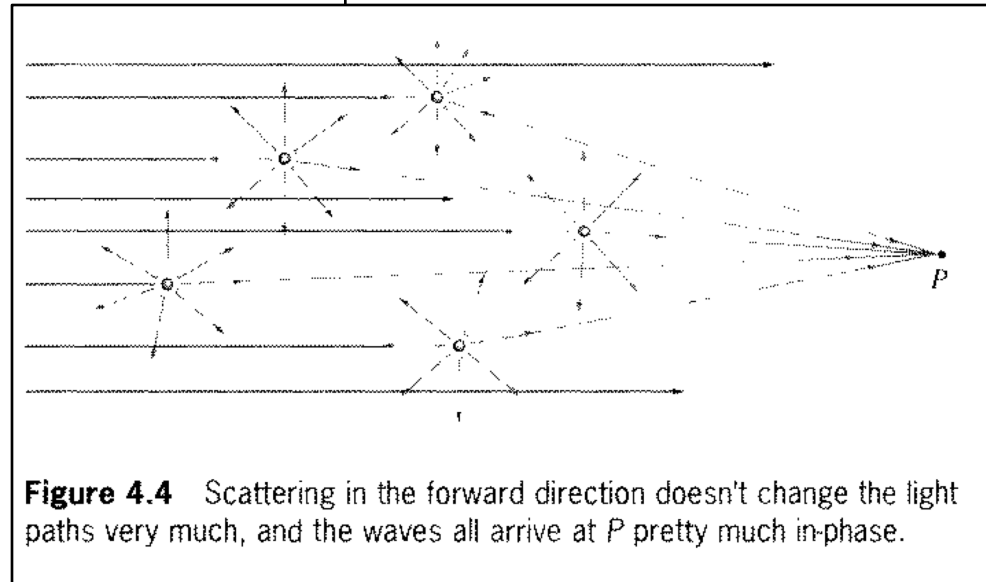 P
Figure 4.4 Scattering in the forward direction doesn't change the light
paths very much, and the waves all arrive at P pretty much in-phase.